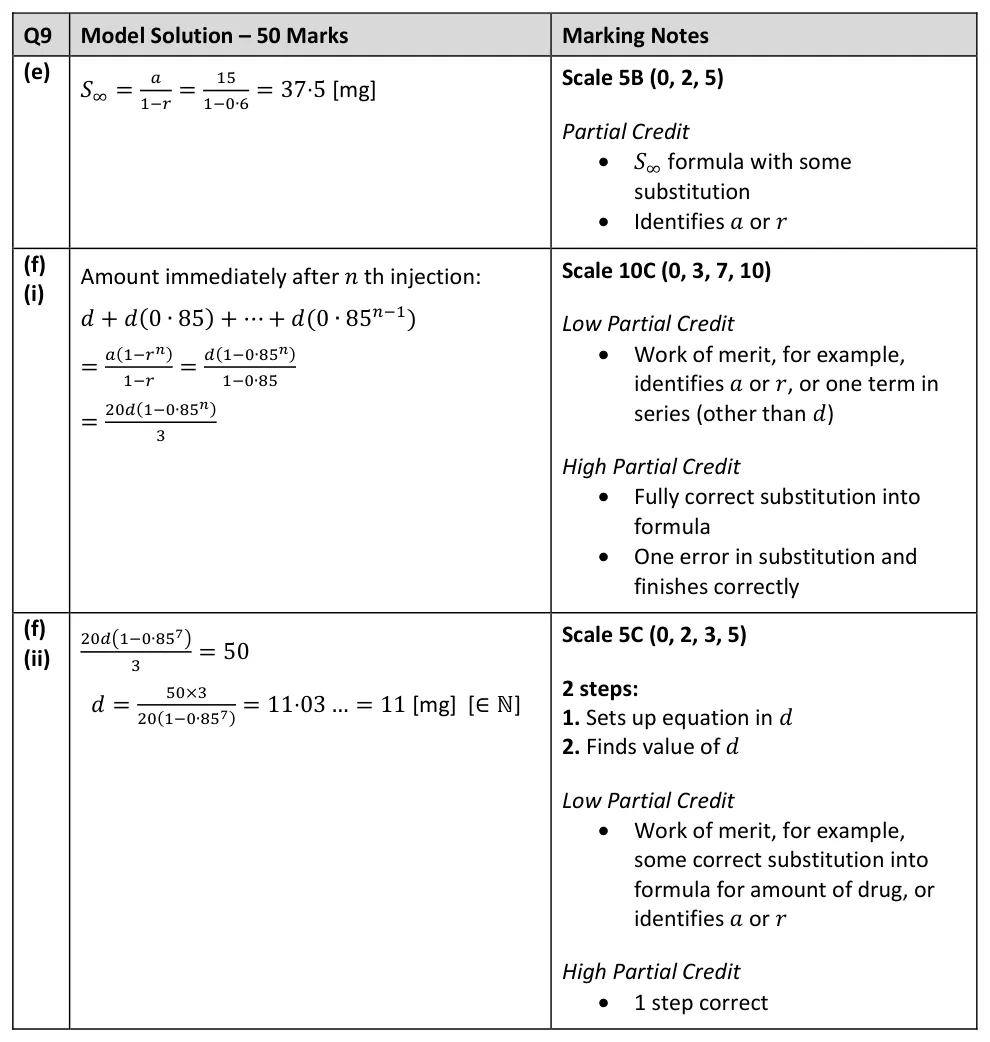 Q9 Model Solution – 50 Marks Marking Notes
(e)
S∞ = a/(1−r) = 15/(1−0·6) = 37·5 [mg]
Scale 5B (0, 2, 5)
Partial Credit
• S∞ formula with some
substitution
• Identifies a or r
(f)
(i)
Amount immediately after n th injection:
d + d(0·85) + ⋯ + d(0·85ⁿ⁻¹)
= a(1−rⁿ)/(1−r) = d(1−0·85ⁿ)/(1−0·85)
= 20d(1−0·85ⁿ)/3
Scale 10C (0, 3, 7, 10)
Low Partial Credit
• Work of merit, for example,
identifies a or r, or one term in
series (other than d)
High Partial Credit
• Fully correct substitution into
formula
• One error in substitution and
finishes correctly
(f)
(ii)
20d(1−0·85⁷)/3 = 50
d = 50×3/(20(1−0·85⁷)) = 11·03 … = 11 [mg] [∈ ℕ]
Scale 5C (0, 2, 3, 5)
2 steps:
1. Sets up equation in d
2. Finds value of d
Low Partial Credit
• Work of merit, for example,
some correct substitution into
formula for amount of drug, or
identifies a or r
High Partial Credit
• 1 step correct